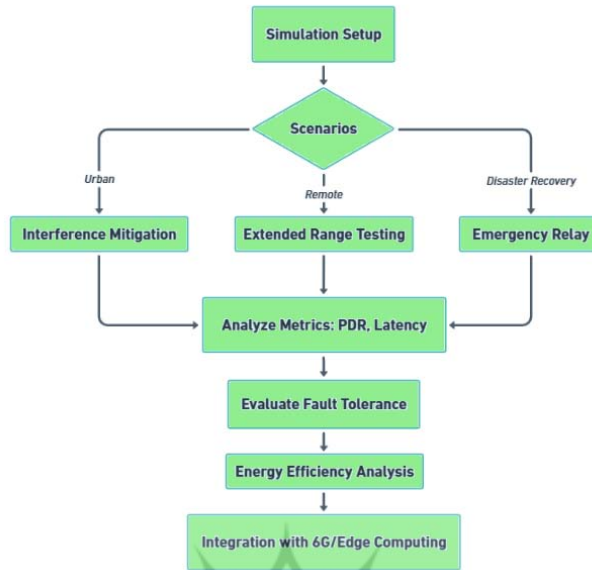 Simulation Setup
Scenarios
Urban
Remote
Disaster Recovery
Interference Mitigation
Extended Range Testing
Emergency Relay
Analyze Metrics: PDR, Latency
Evaluate Fault Tolerance
Energy Efficiency Analysis
Integration with 6G/Edge Computing